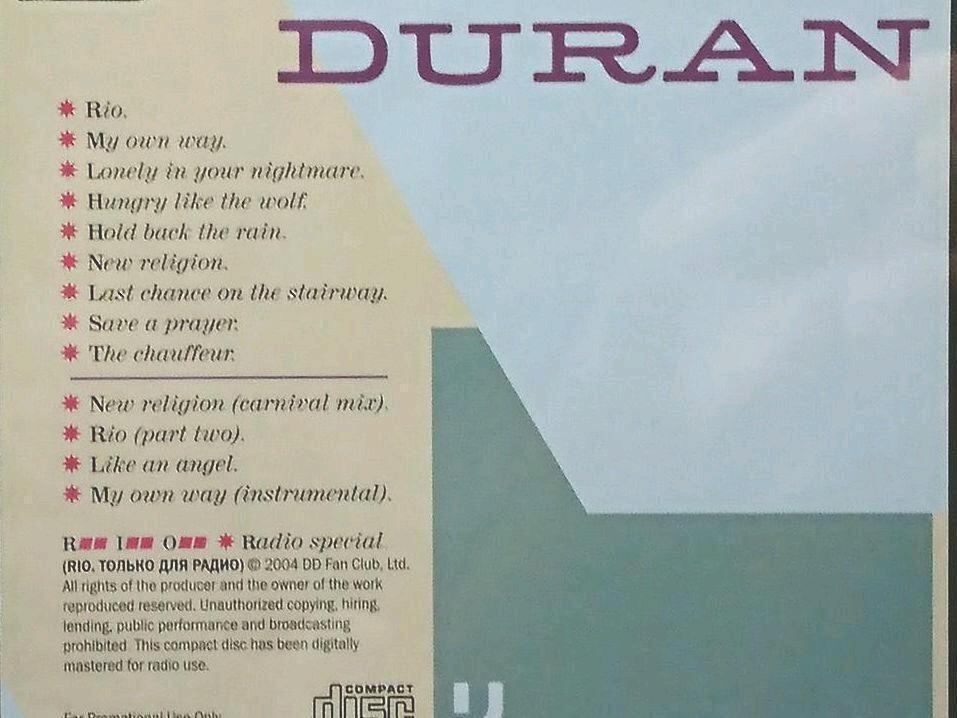 DURAN
Rio.
My own way.
Lonely in your nightmare.
Hungry like the wolf.
Hold back the rain.
New religion.
Last chance on the stairway.
Save a prayer.
The chauffeur.
New religion (carnival mix).
Rio (part two).
Like an angel.
My own way (instrumental).
R I O Radio special
(RIO. ТОЛЬКО ДЛЯ РАДИО) © 2004 DD Fan Club, Ltd.
All rights of the producer and the owner of the work
reproduced reserved. Unauthorized copying, hiring,
lending, public performance and broadcasting
prohibited. This compact disc has been digitally
mastered for radio use.
COMPACT
disc
For Promotional Use Only